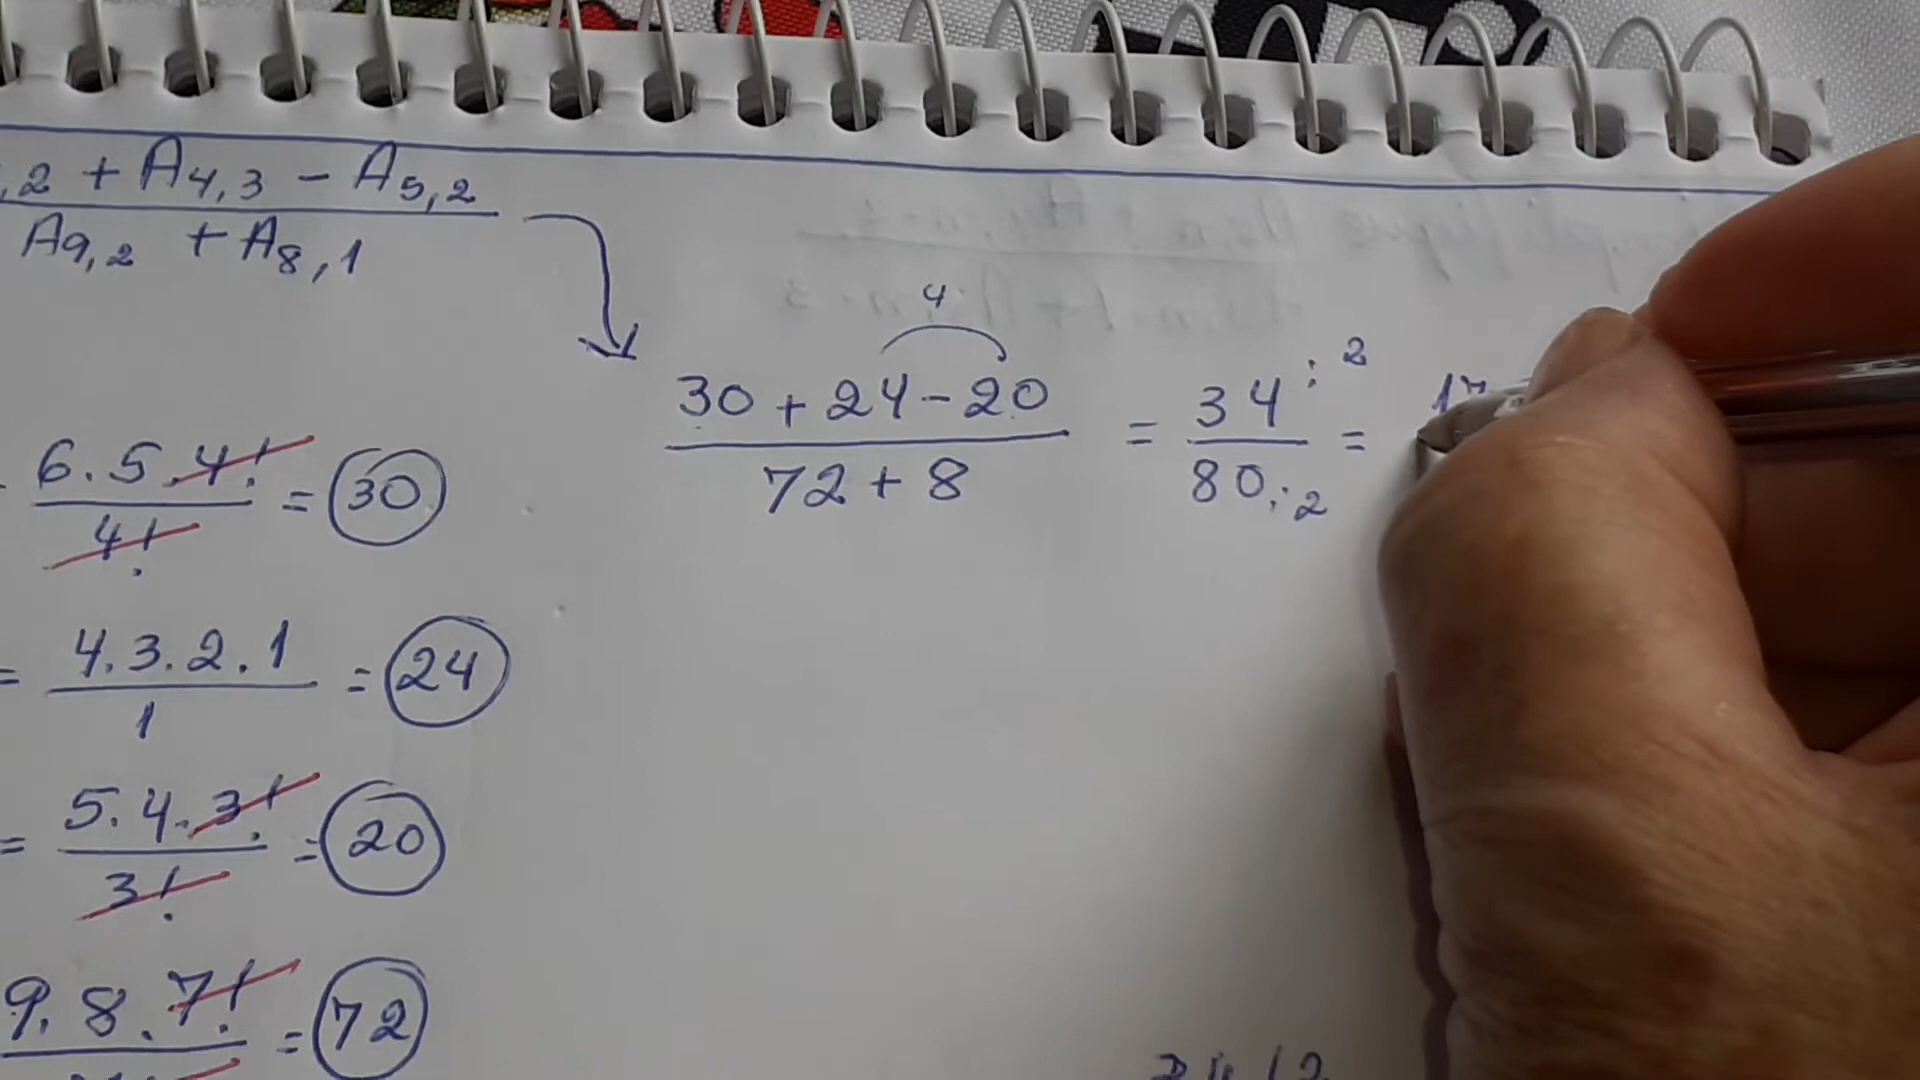 ,2 + A4,3 - A5,2
A9,2 + A8,1
4
30 + 24 - 20 = 34 : 2 = 17
72 + 8 80 : 2
6.5.4! = 30
4!
= 4.3.2.1 = 24
1
= 5.4.3! = 20
3!
9.8.7! = 72